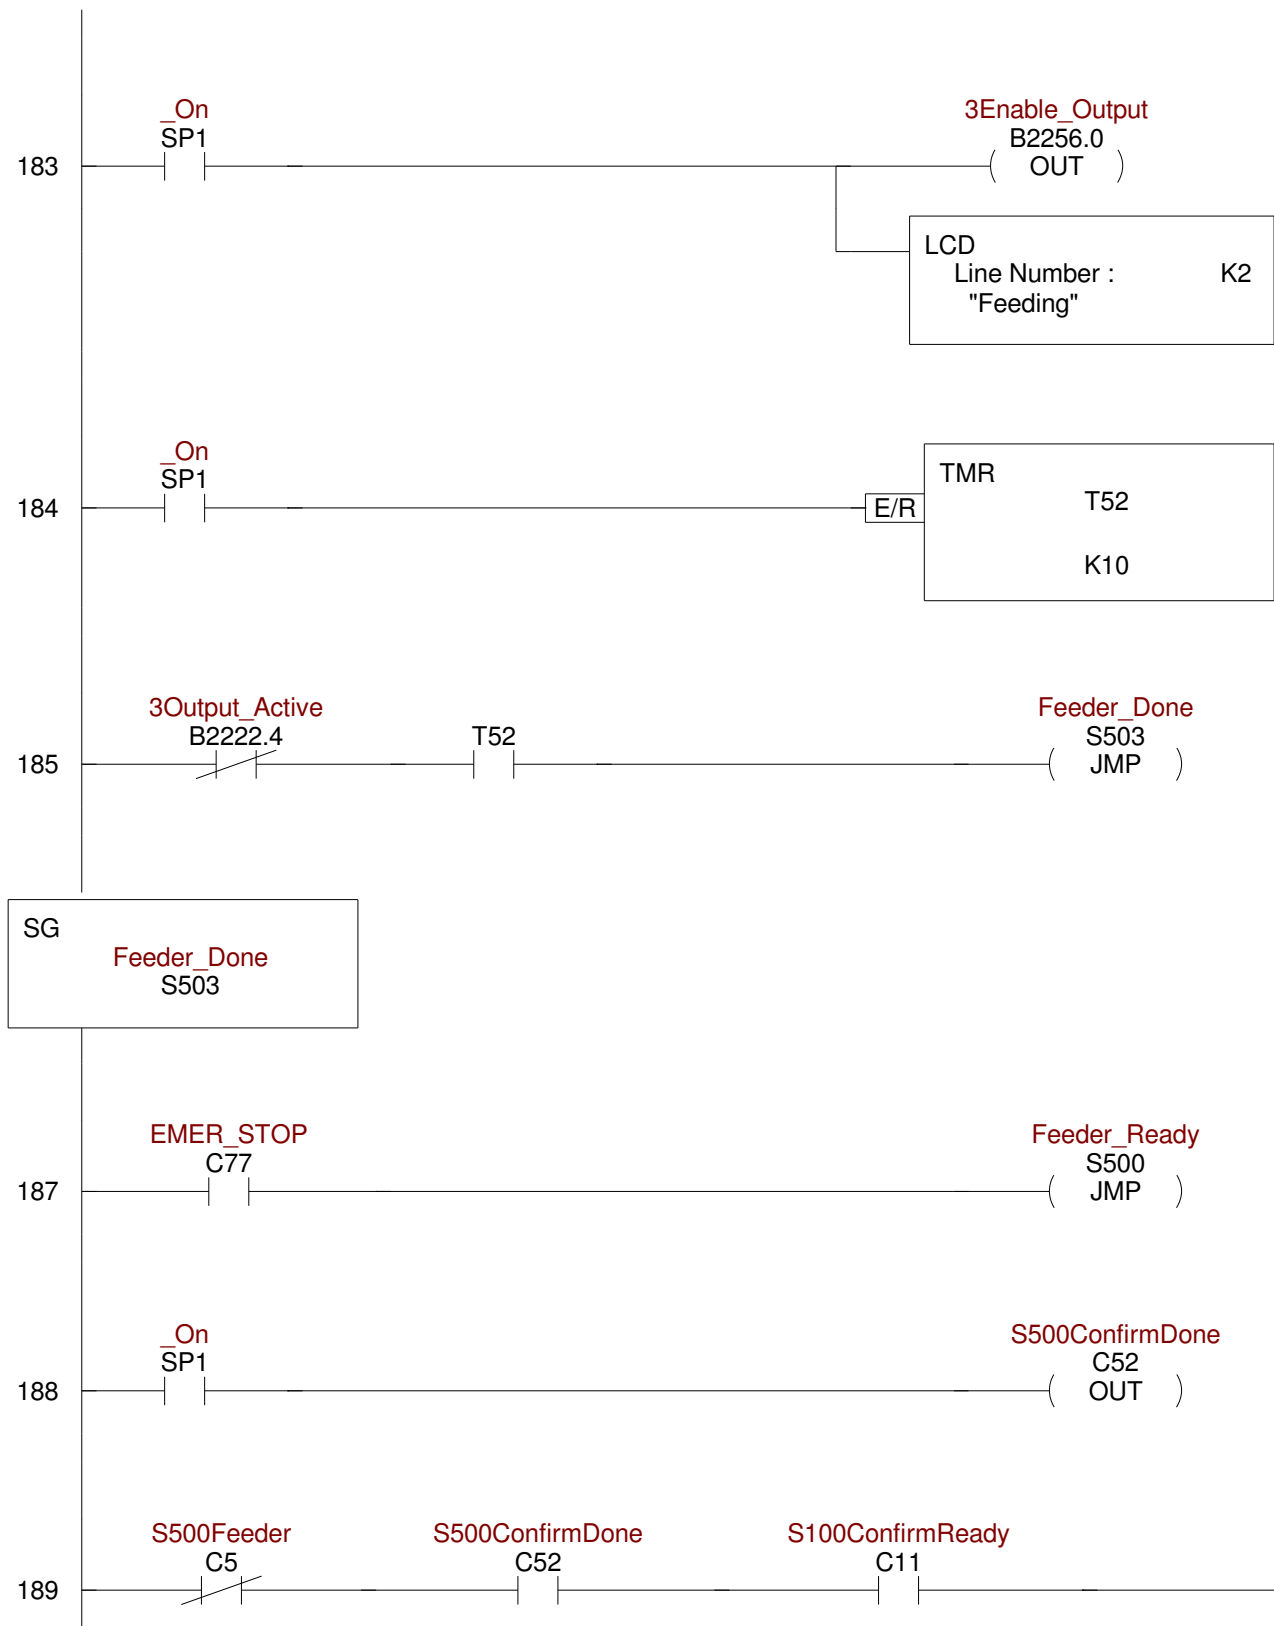 _On
SP1
3Enable_Output
B2256.0
183
OUT
LCD
Line Number : K2
"Feeding"
_On
SP1
184
E/R
TMR
T52
K10
3Output_Active
B2222.4
T52
Feeder_Done
S503
185
JMP
SG
Feeder_Done
S503
EMER_STOP
C77
Feeder_Ready
S500
187
JMP
_On
SP1
S500ConfirmDone
C52
188
OUT
S500Feeder
C5
S500ConfirmDone
C52
S100ConfirmReady
C11
189